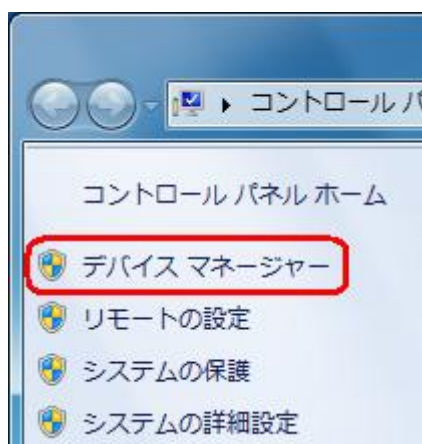 コントロール パ
コントロール パネル ホーム
デバイス マネージャー
リモートの設定
システムの保護
システムの詳細設定